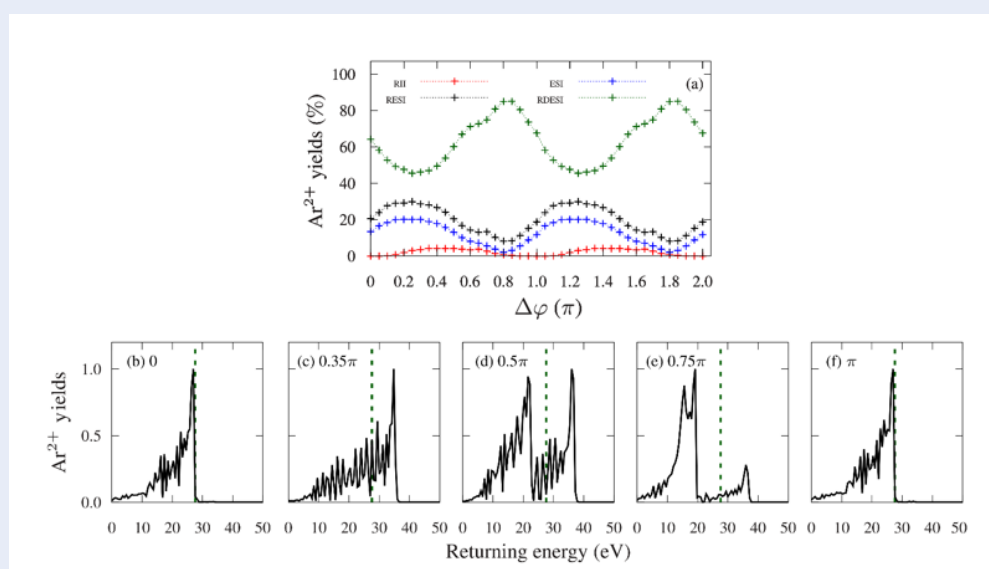 100
80
60
40
20
0
Ar²⁺ yields (%)
RII
RESI
ESI
RDESI
(a)
0 0.2 0.4 0.6 0.8 1.0 1.2 1.4 1.6 1.8 2.0
Δφ (π)
1.0
0.5
0.0
Ar²⁺ yields
(b) 0
(c) 0.35π
(d) 0.5π
(e) 0.75π
(f) π
0 10 20 30 40 50
0 10 20 30 40 50
0 10 20 30 40 50
0 10 20 30 40 50
0 10 20 30 40 50
Returning energy (eV)